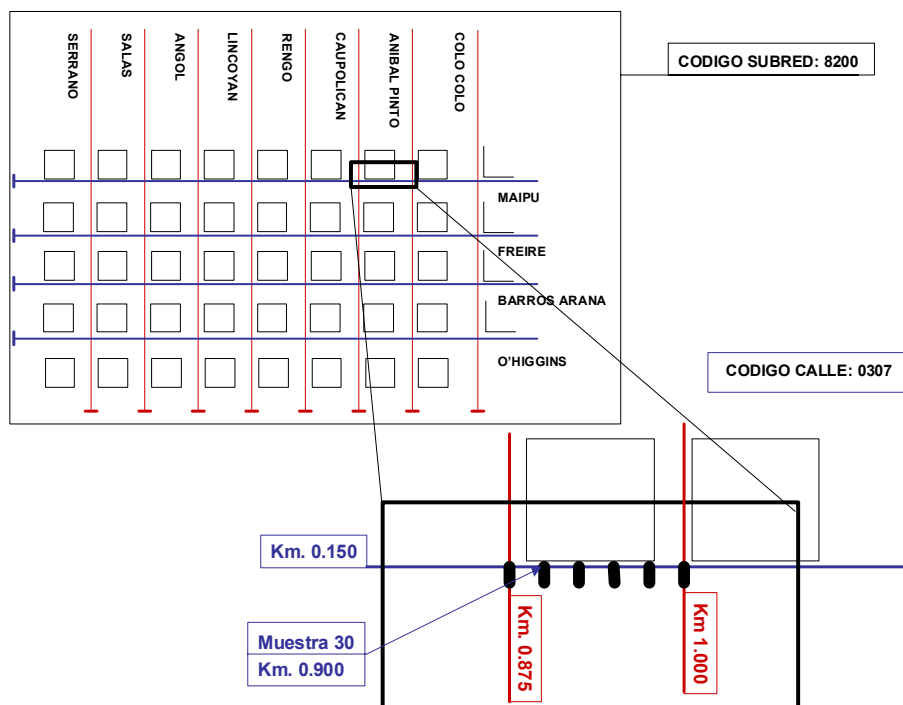 SERRANO
SALAS
ANGOL
LINCOYAN
RENGO
CAUPOLICAN
ANIBAL PINTO
COLO COLO
CODIGO SUBRED: 8200
MAIPU
FREIRE
BARROS ARANA
O'HIGGINS
CODIGO CALLE: 0307
Km. 0.150
Muestra 30
Km. 0.900
Km. 0.875
Km 1.000